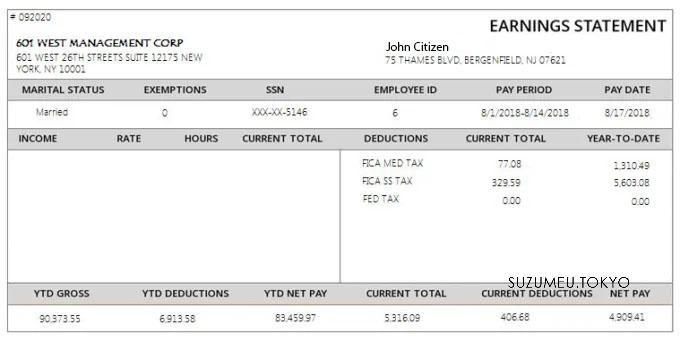 # 092020
EARNINGS STATEMENT
601 WEST MANAGEMENT CORP
601 WEST 26TH STREETS SUITE 12175 NEW
YORK, NY 10001
John Citizen
75 THAMES BLVD, BERGENFIELD, NJ 07621
MARITAL STATUS EXEMPTIONS SSN EMPLOYEE ID PAY PERIOD PAY DATE
Married 0 XXX-XX-5146 6 8/1/2018-8/14/2018 8/17/2018
INCOME RATE HOURS CURRENT TOTAL DEDUCTIONS CURRENT TOTAL YEAR-TO-DATE
FICA MED TAX 77.08 1,310.49
FICA SS TAX 329.59 5,603.08
FED TAX 0.00 0.00
SUZUMEU.TOKYO
YTD GROSS YTD DEDUCTIONS YTD NET PAY CURRENT TOTAL CURRENT DEDUCTIONS NET PAY
90,373.55 6,913.58 83,459.97 5,316.09 406.68 4,909.41